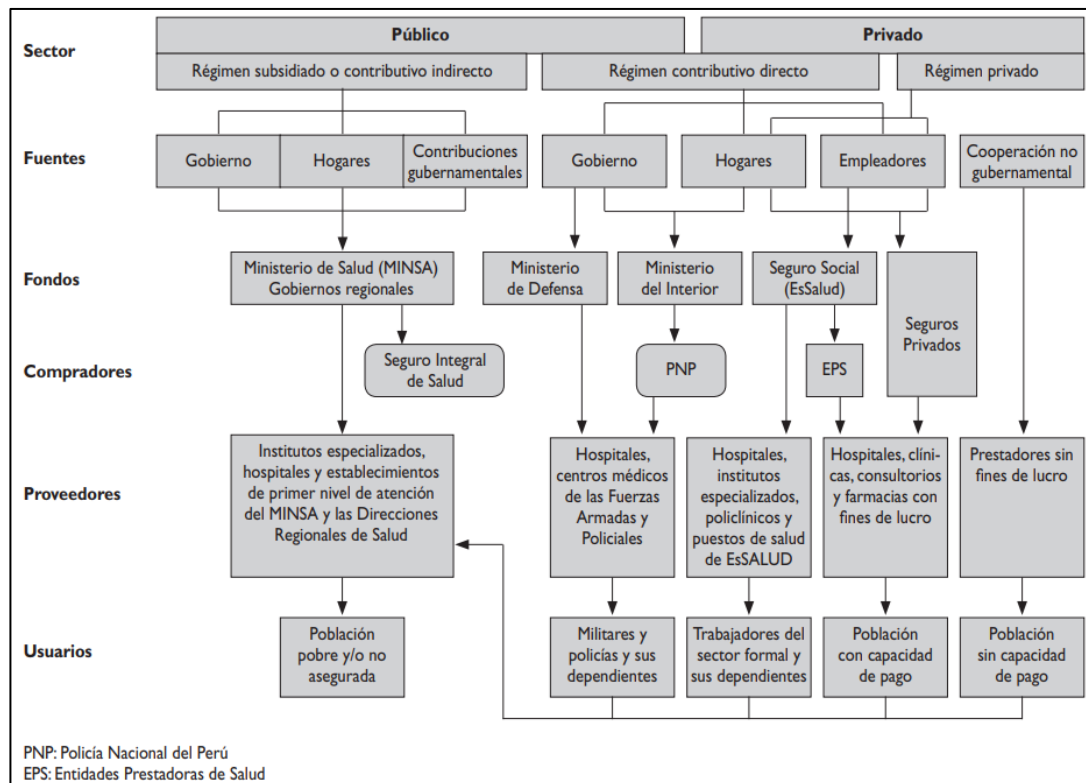 Sector
Público
Privado
Régimen subsidiado o contributivo indirecto
Régimen contributivo directo
Régimen privado
Fuentes
Gobierno
Hogares
Contribuciones
gubernamentales
Gobierno
Hogares
Empleadores
Cooperación no
gubernamental
Fondos
Ministerio de Salud (MINSA)
Gobiernos regionales
Ministerio
de Defensa
Ministerio
del Interior
Seguro Social
(EsSalud)
Seguros
Privados
Compradores
Seguro Integral
de Salud
PNP
EPS
Proveedores
Institutos especializados,
hospitales y establecimientos
de primer nivel de atención
del MINSA y las Direcciones
Regionales de Salud
Hospitales,
centros médicos
de las Fuerzas
Armadas y
Policiales
Hospitales,
institutos
especializados,
policlínicos y
puestos de salud
de EsSALUD
Hospitales, clíni-
cas, consultorios
y farmacias con
fines de lucro
Prestadores sin
fines de lucro
Usuarios
Población
pobre y/o no
asegurada
Militares y
policías y sus
dependientes
Trabajadores del
sector formal y
sus dependientes
Población
con capacidad
de pago
Población
sin capacidad
de pago
PNP: Policía Nacional del Perú
EPS: Entidades Prestadoras de Salud